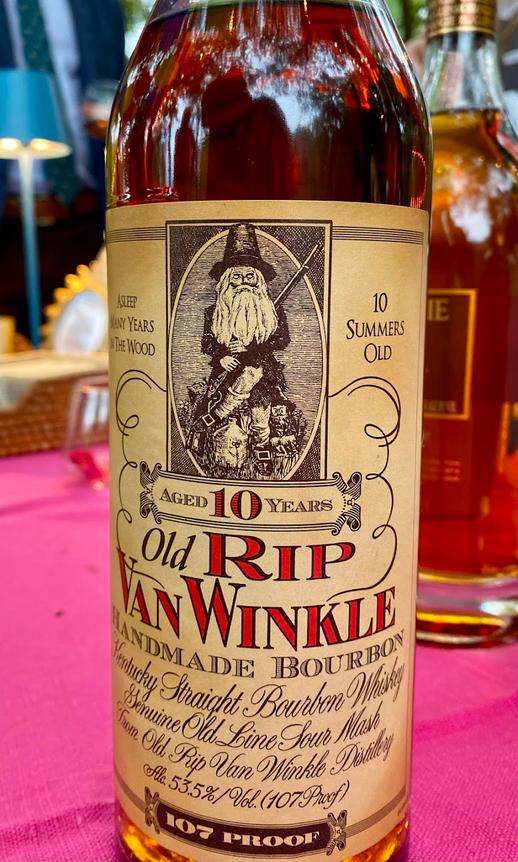 ASLEEP
MANY YEARS
IN THE WOOD
10
SUMMERS
OLD
AGED 10 YEARS
Old RIP
VAN WINKLE
HANDMADE BOURBON
Kentucky Straight Bourbon Whiskey
Genuine Old Line Sour Mash
From Old Rip Van Winkle Distillery
Alc. 53.5% / Vol. (107 Proof)
107 PROOF